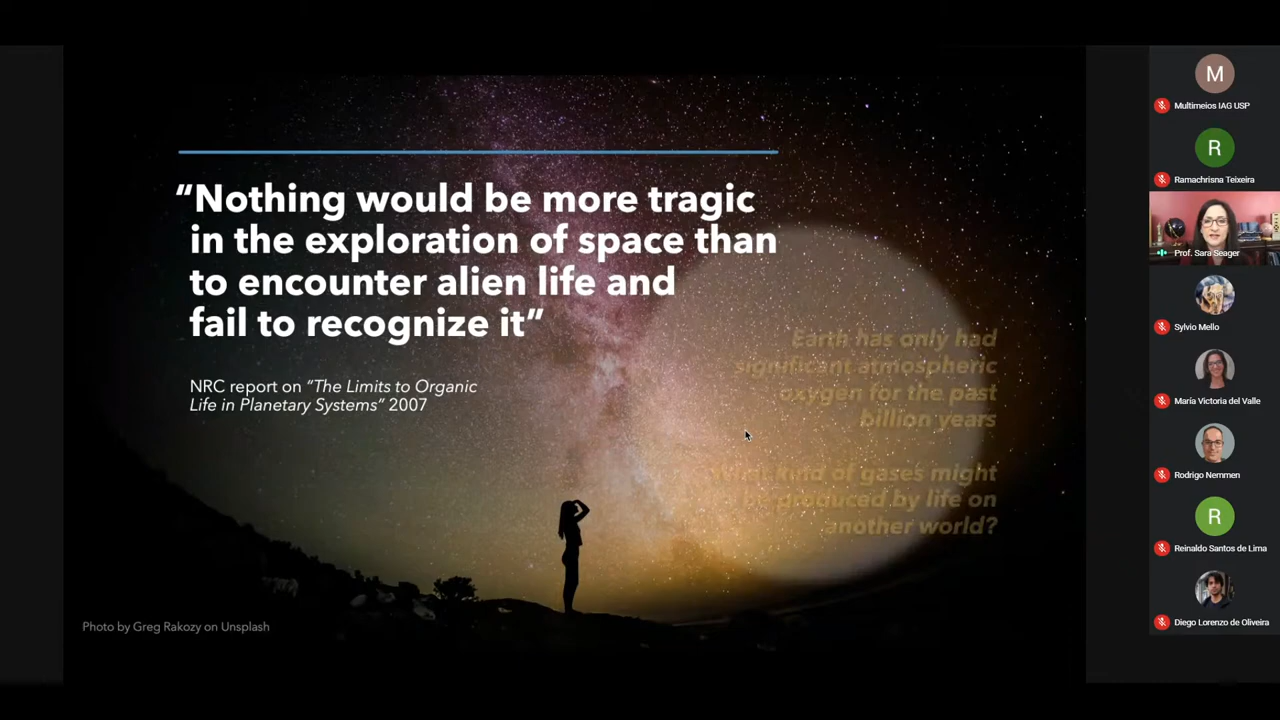 “Nothing would be more tragic
in the exploration of space than
to encounter alien life and
fail to recognize it”
NRC report on “The Limits to Organic
Life in Planetary Systems” 2007
Earth has only had
significant atmospheric
oxygen for the past
billion years
kind of gases might
be produced by life on
another world?
Photo by Greg Rakozy on Unsplash
M
Multimeios IAG USP
R
Ramachrisna Teixeira
Prof. Sara Seager
Sylvio Mello
María Victoria del Valle
Rodrigo Nemmen
R
Reinaldo Santos de Lima
Diego Lorenzo de Oliveira